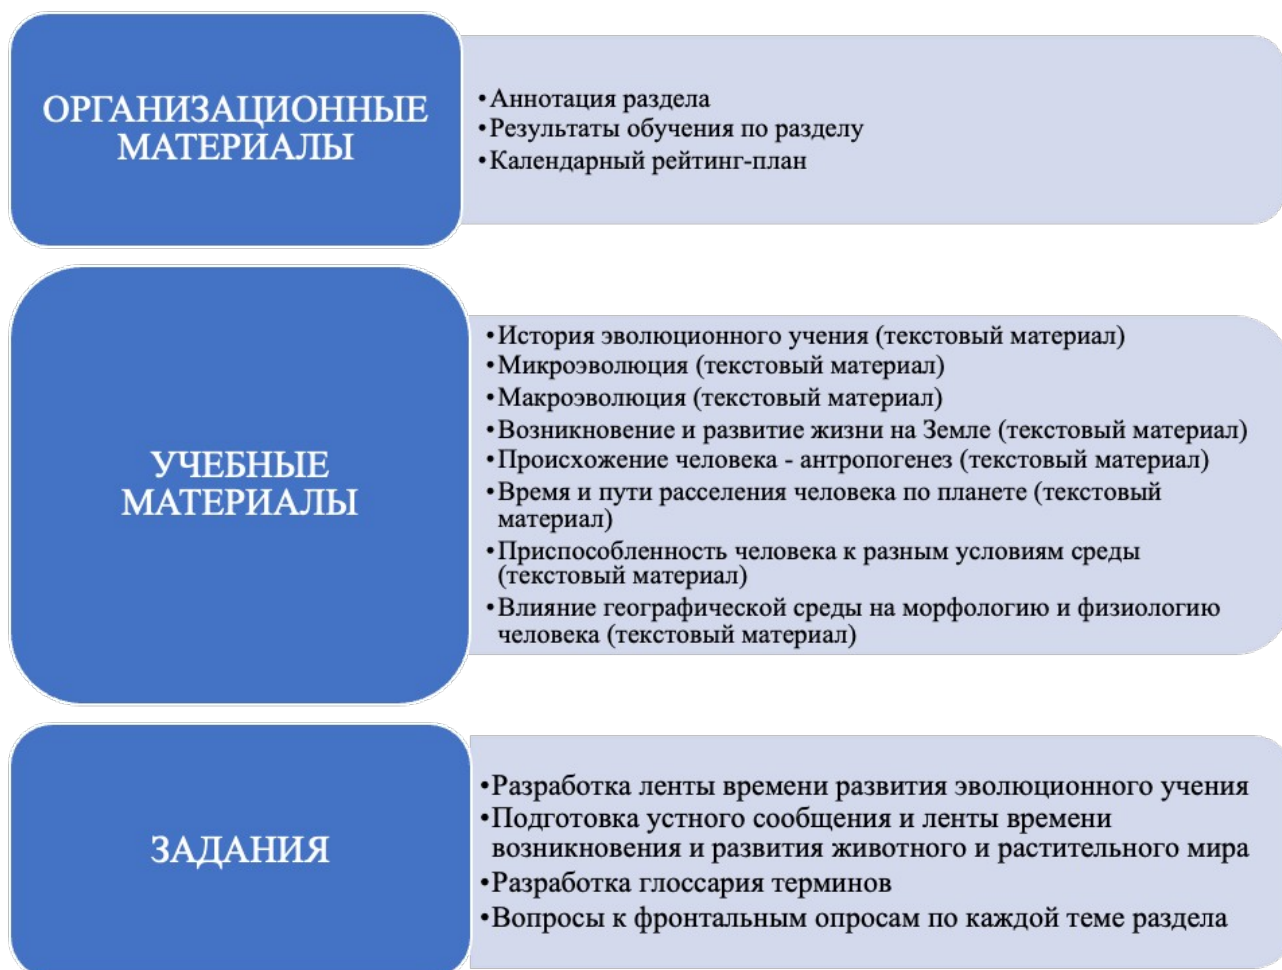 ОРГАНИЗАЦИОННЫЕ
МАТЕРИАЛЫ
•Аннотация раздела
•Результаты обучения по разделу
•Календарный рейтинг-план
УЧЕБНЫЕ
МАТЕРИАЛЫ
•История эволюционного учения (текстовый материал)
•Микроэволюция (текстовый материал)
•Макроэволюция (текстовый материал)
•Возникновение и развитие жизни на Земле (текстовый материал)
•Происхожение человека - антропогенез (текстовый материал)
•Время и пути расселения человека по планете (текстовый
материал)
•Приспособленность человека к разным условиям среды
(текстовый материал)
•Влияние географической среды на морфологию и физиологию
человека (текстовый материал)
ЗАДАНИЯ
•Разработка ленты времени развития эволюционного учения
•Подготовка устного сообщения и ленты времени
возникновения и развития животного и растительного мира
•Разработка глоссария терминов
•Вопросы к фронтальным опросам по каждой теме раздела